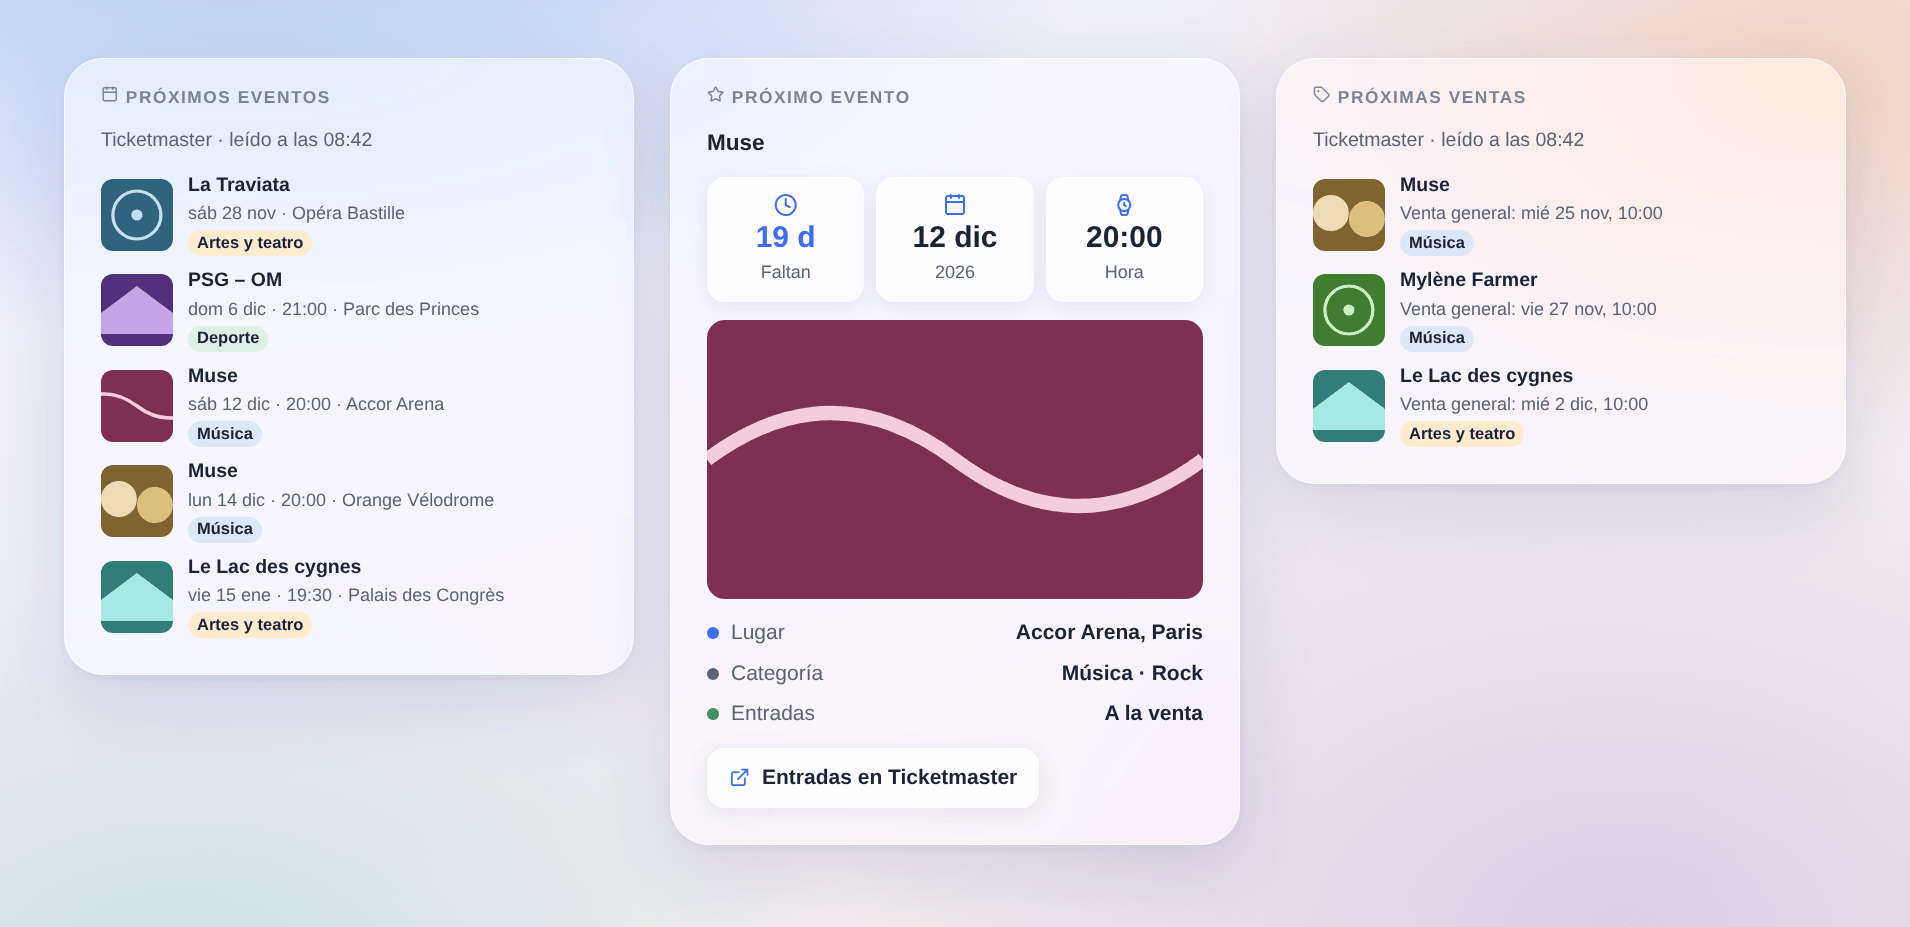 PRÓXIMOS EVENTOS
Ticketmaster · leído a las 08:42
La Traviata
sáb 28 nov · Opéra Bastille
Artes y teatro
PSG – OM
dom 6 dic · 21:00 · Parc des Princes
Deporte
Muse
sáb 12 dic · 20:00 · Accor Arena
Música
Muse
lun 14 dic · 20:00 · Orange Vélodrome
Música
Le Lac des cygnes
vie 15 ene · 19:30 · Palais des Congrès
Artes y teatro
PRÓXIMO EVENTO
Muse
19 d
Faltan
12 dic
2026
20:00
Hora
Lugar Accor Arena, Paris
Categoría Música · Rock
Entradas A la venta
Entradas en Ticketmaster
PRÓXIMAS VENTAS
Ticketmaster · leído a las 08:42
Muse
Venta general: mié 25 nov, 10:00
Música
Mylène Farmer
Venta general: vie 27 nov, 10:00
Música
Le Lac des cygnes
Venta general: mié 2 dic, 10:00
Artes y teatro